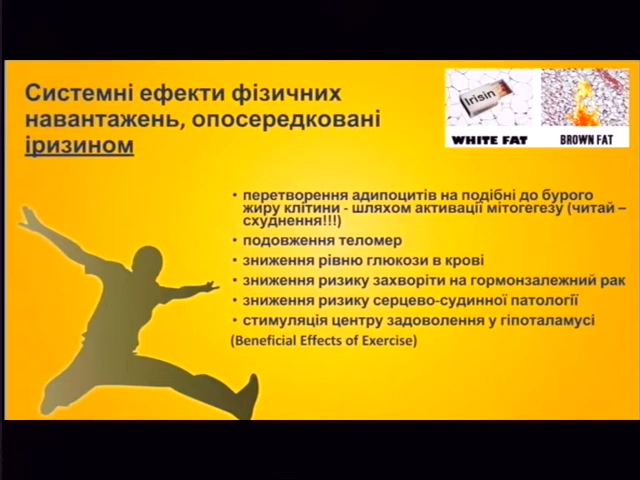 Системні ефекти фізичних
навантажень, опосередковані
іризином
Irisin
WHITE FAT
BROWN FAT
• перетворення адипоцитів на подібні до бурого
жиру клітини - шляхом активації мітогегезу (читай –
схуднення!!!)
• подовження теломер
• зниження рівню глюкози в крові
• зниження ризику захворіти на гормонзалежний рак
• зниження ризику серцево-судинної патології
• стимуляція центру задоволення у гіпоталамусі
(Beneficial Effects of Exercise)